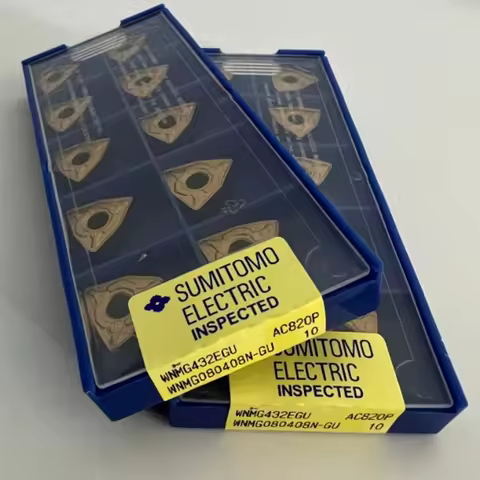 SUMITOMO
ELECTRIC
INSPECTED
WNMG432EGU AC820P
WNMG080408N-GU 10
SUMITOMO
ELECTRIC
INSPECTED
WNMG432EGU AC820P
WNMG080408N-GU 10